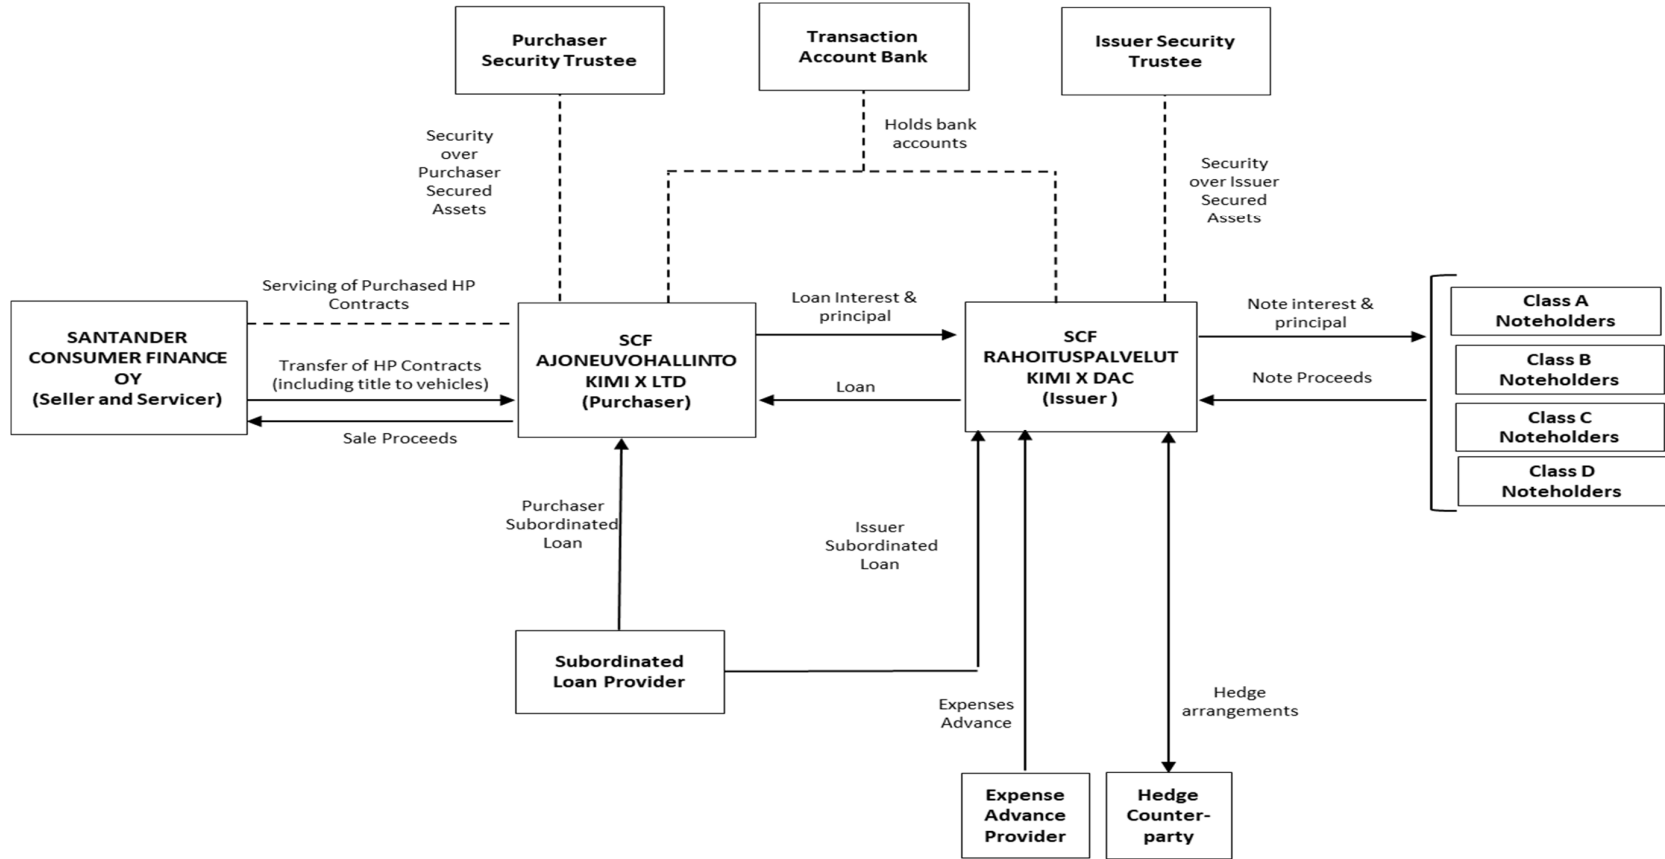 Purchaser
Security Trustee
Transaction
Account Bank
Issuer Security
Trustee
Security
over
Purchaser
Secured
Assets
Holds bank
accounts
Security
over Issuer
Secured
Assets
Servicing of Purchased HP
Contracts
SANTANDER
CONSUMER FINANCE
OY
(Seller and Servicer)
Transfer of HP Contracts
(including title to vehicles)
Sale Proceeds
SCF
AJONEUVOHALLINTO
KIMI X LTD
(Purchaser)
Loan Interest &
principal
Loan
SCF
RAHOITUSPALVELUT
KIMI X DAC
(Issuer )
Note interest &
principal
Note Proceeds
Class A
Noteholders
Class B
Noteholders
Class C
Noteholders
Class D
Noteholders
Purchaser
Subordinated
Loan
Issuer
Subordinated
Loan
Subordinated
Loan Provider
Expenses
Advance
Hedge
arrangements
Expense
Advance
Provider
Hedge
Counter-
party